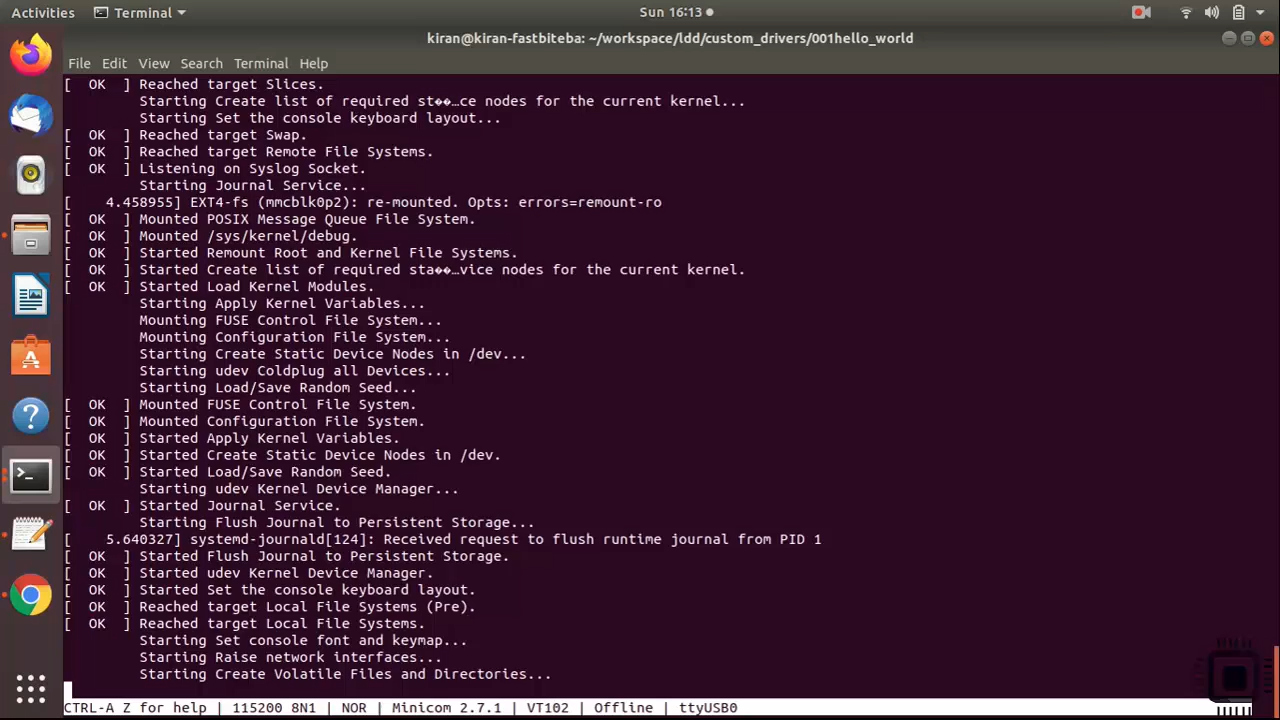 Activities Terminal Sun 16:13
kiran@kiran-fastbiteba: ~/workspace/ldd/custom_drivers/001hello_world
File Edit View Search Terminal Help
[  OK  ] Reached target Slices.
Starting Create list of required st��…ce nodes for the current kernel...
Starting Set the console keyboard layout...
[  OK  ] Reached target Swap.
[  OK  ] Reached target Remote File Systems.
[  OK  ] Listening on Syslog Socket.
Starting Journal Service...
[    4.458955] EXT4-fs (mmcblk0p2): re-mounted. Opts: errors=remount-ro
[  OK  ] Mounted POSIX Message Queue File System.
[  OK  ] Mounted /sys/kernel/debug.
[  OK  ] Started Remount Root and Kernel File Systems.
[  OK  ] Started Create list of required sta��…vice nodes for the current kernel.
[  OK  ] Started Load Kernel Modules.
Starting Apply Kernel Variables...
Mounting FUSE Control File System...
Mounting Configuration File System...
Starting Create Static Device Nodes in /dev...
Starting udev Coldplug all Devices...
Starting Load/Save Random Seed...
[  OK  ] Mounted FUSE Control File System.
[  OK  ] Mounted Configuration File System.
[  OK  ] Started Apply Kernel Variables.
[  OK  ] Started Create Static Device Nodes in /dev.
[  OK  ] Started Load/Save Random Seed.
Starting udev Kernel Device Manager...
[  OK  ] Started Journal Service.
Starting Flush Journal to Persistent Storage...
[    5.640327] systemd-journald[124]: Received request to flush runtime journal from PID 1
[  OK  ] Started Flush Journal to Persistent Storage.
[  OK  ] Started udev Kernel Device Manager.
[  OK  ] Started Set the console keyboard layout.
[  OK  ] Reached target Local File Systems (Pre).
[  OK  ] Reached target Local File Systems.
Starting Set console font and keymap...
Starting Raise network interfaces...
Starting Create Volatile Files and Directories...
CTRL-A Z for help | 115200 8N1 | NOR | Minicom 2.7.1 | VT102 | Offline | ttyUSB0